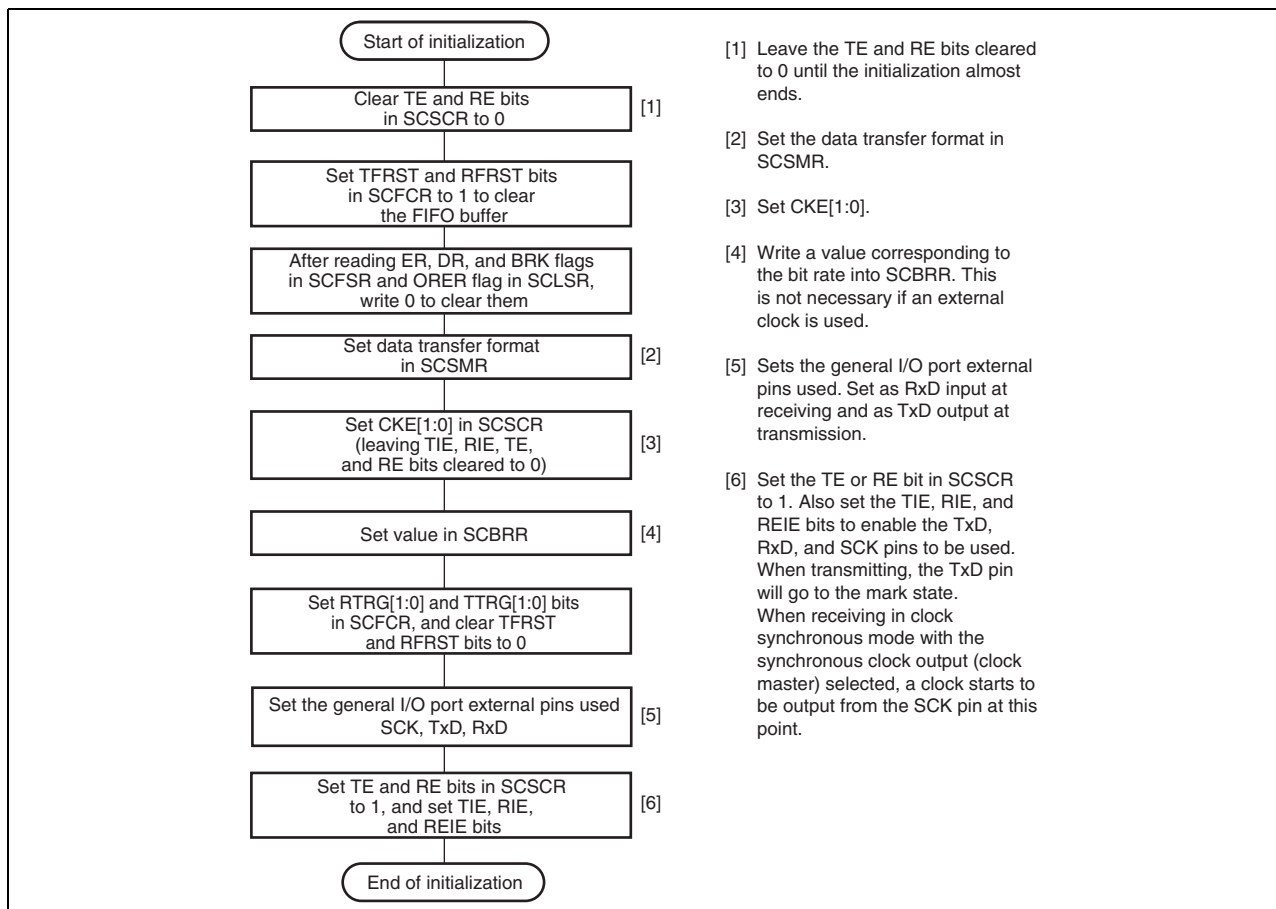 Start of initialization
Clear TE and RE bits
in SCSCR to 0
[1]
Set TFRST and RFRST bits
in SCFCR to 1 to clear
the FIFO buffer
After reading ER, DR, and BRK flags
in SCFSR and ORER flag in SCLSR,
write 0 to clear them
Set data transfer format
in SCSMR
[2]
Set CKE[1:0] in SCSCR
(leaving TIE, RIE, TE,
and RE bits cleared to 0)
[3]
Set value in SCBRR
[4]
Set RTRG[1:0] and TTRG[1:0] bits
in SCFCR, and clear TFRST
and RFRST bits to 0
Set the general I/O port external pins used
SCK, TxD, RxD
[5]
Set TE and RE bits in SCSCR
to 1, and set TIE, RIE,
and REIE bits
[6]
End of initialization
[1] Leave the TE and RE bits cleared
to 0 until the initialization almost
ends.
[2] Set the data transfer format in
SCSMR.
[3] Set CKE[1:0].
[4] Write a value corresponding to
the bit rate into SCBRR. This
is not necessary if an external
clock is used.
[5] Sets the general I/O port external
pins used. Set as RxD input at
receiving and as TxD output at
transmission.
[6] Set the TE or RE bit in SCSCR
to 1. Also set the TIE, RIE, and
REIE bits to enable the TxD,
RxD, and SCK pins to be used.
When transmitting, the TxD pin
will go to the mark state.
When receiving in clock
synchronous mode with the
synchronous clock output (clock
master) selected, a clock starts to
be output from the SCK pin at this
point.